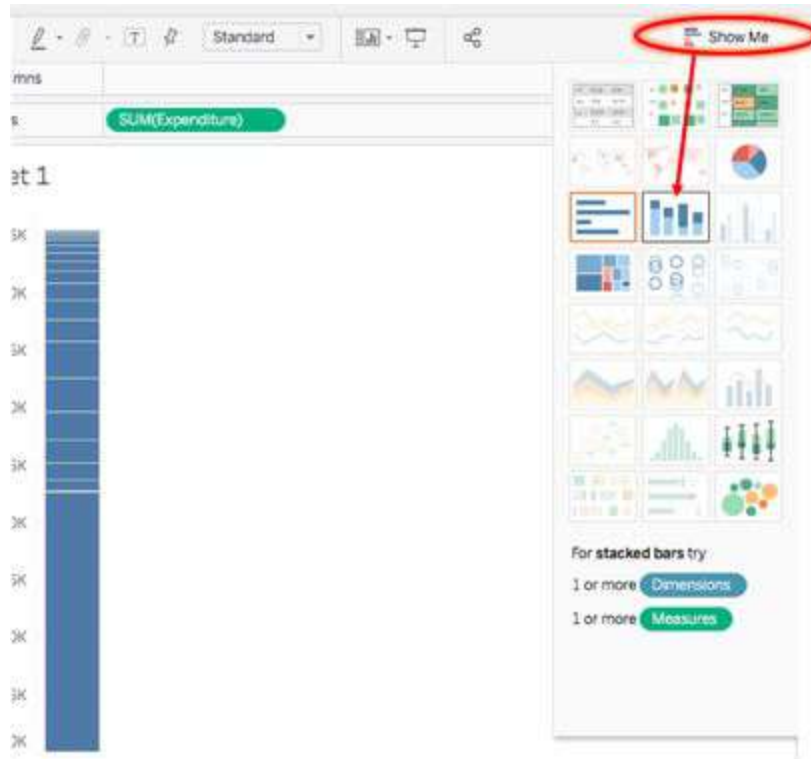 Standard
Show Me
mns
s
SUM(Expenditure)
et 1
5K
0K
5K
0K
5K
0K
5K
0K
5K
0K
For stacked bars try
1 or more Dimensions
1 or more Measures